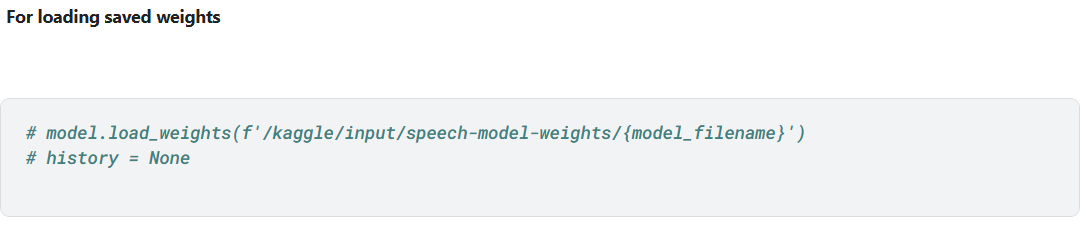 For loading saved weights
# model.load_weights(f'/kaggle/input/speech-model-weights/{model_filename}')
# history = None